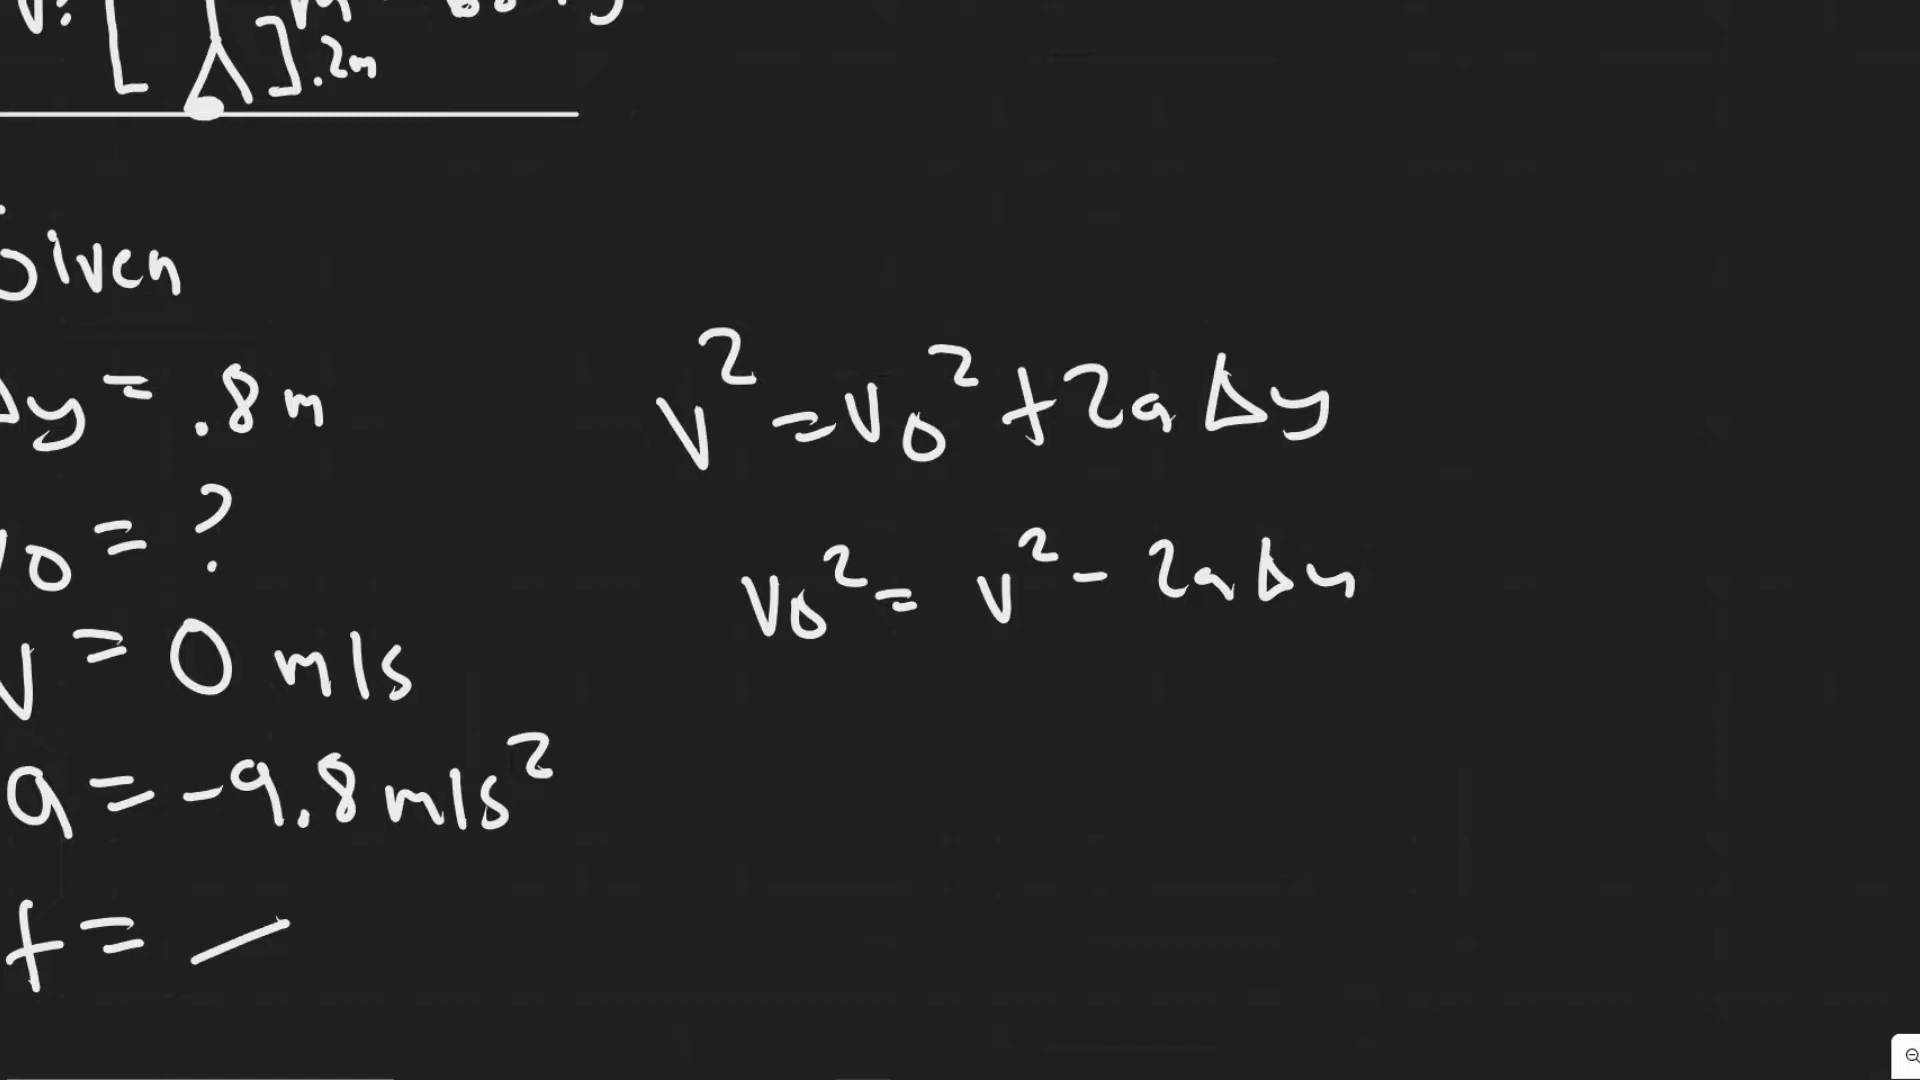 .2m
Given
Δy = .8 m
v² = v₀² + 2aΔy
v₀ = ?
v₀² = v² - 2aΔy
v = 0 m/s
a = -9.8 m/s²
t = /